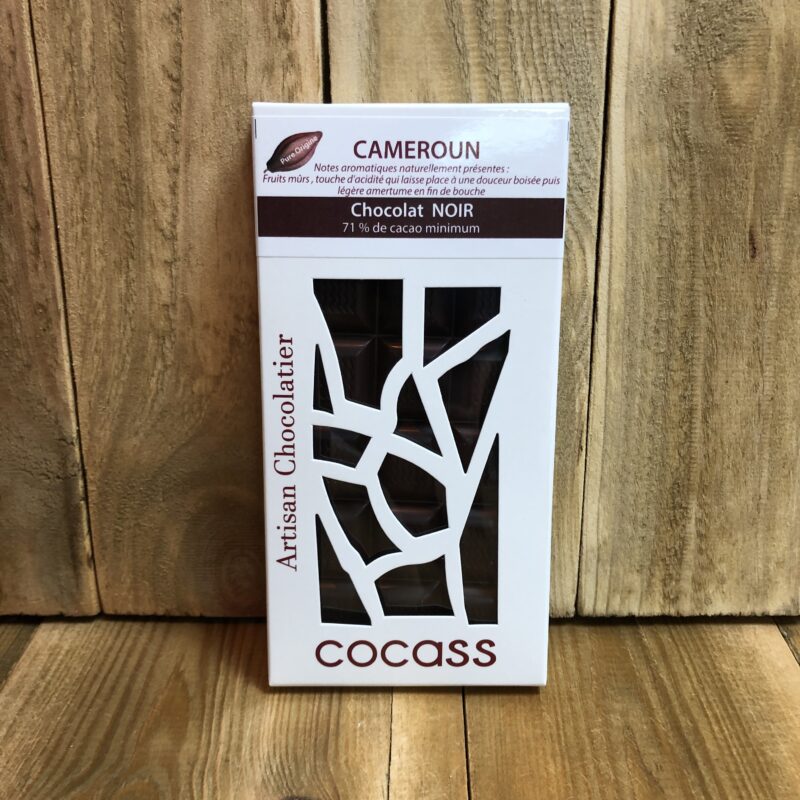 Pure Origine
CAMEROUN
Notes aromatiques naturellement présentes :
Fruits mûrs , touche d'acidité qui laisse place à une douceur boisée puis
légère amertume en fin de bouche
Chocolat NOIR
71 % de cacao minimum
Artisan Chocolatier
cocass